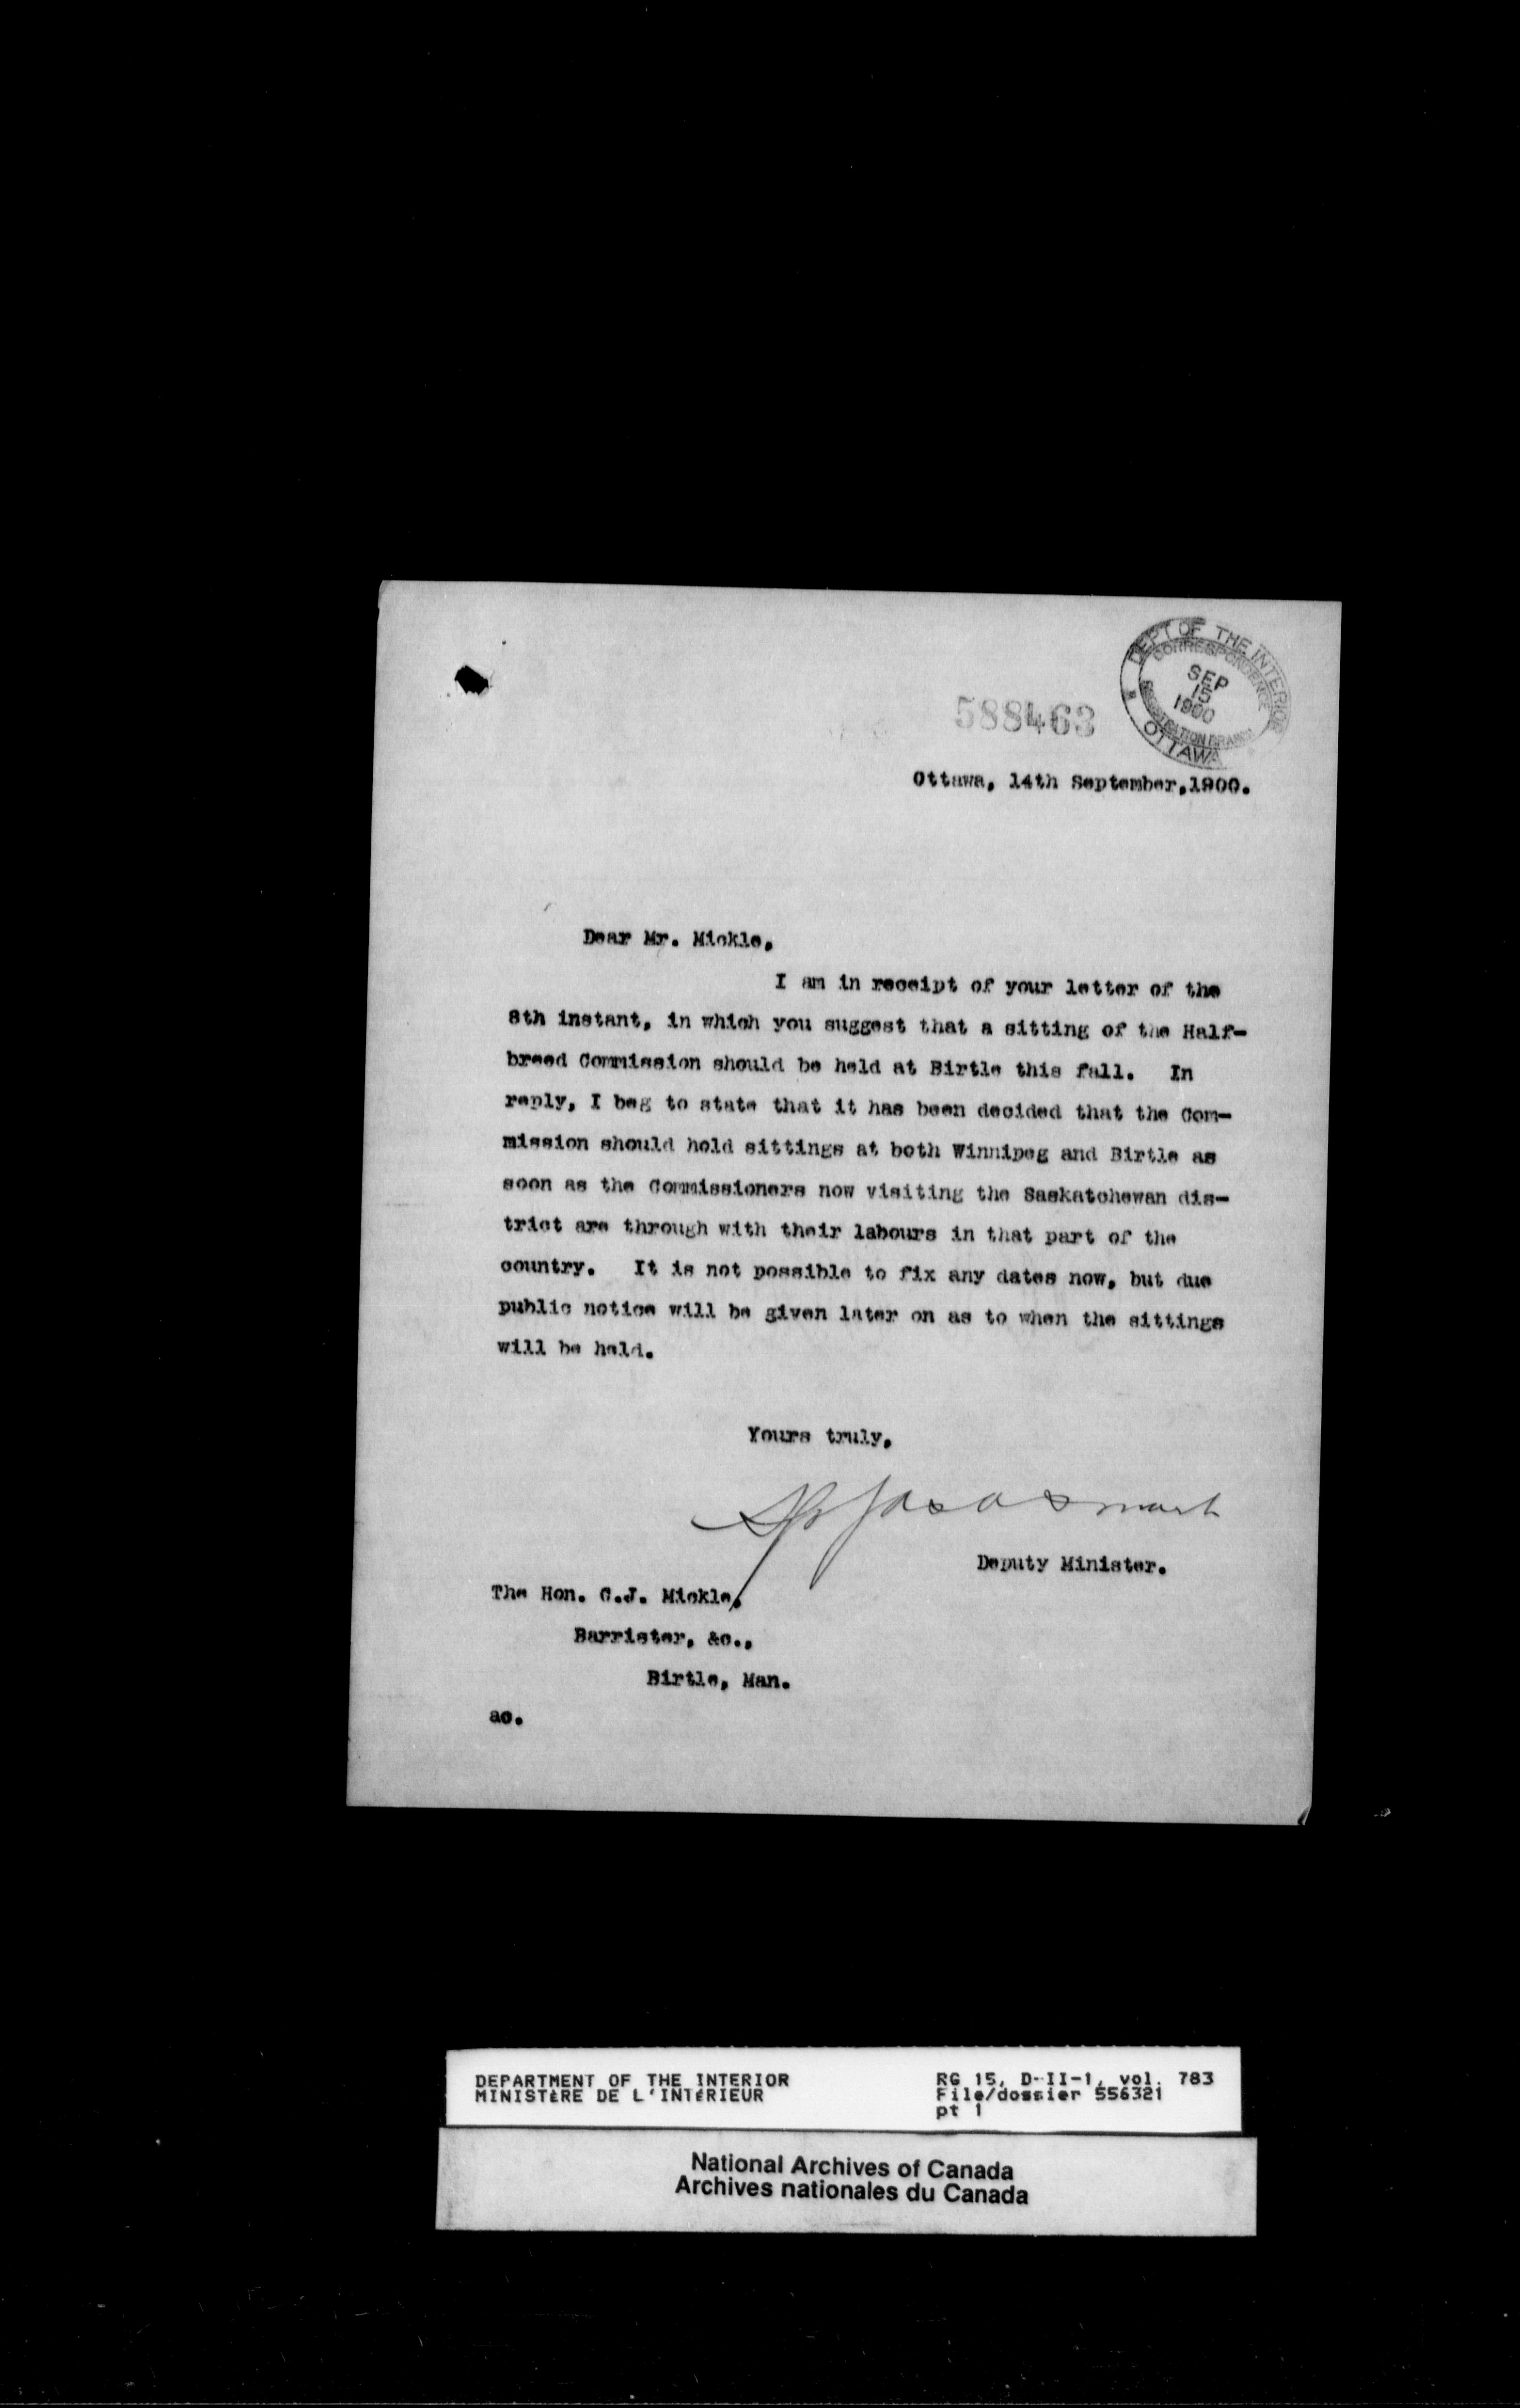 DEPT OF THE INTERIOR
CORRESPONDENCE
SEP
15
1900
REGISTRATION BRANCH
OTTAWA
588463
Ottawa, 14th September,1900.
Dear Mr. Mickle,
I am in receipt of your letter of the
8th instant, in which you suggest that a sitting of the Half-
breed Commission should be held at Birtle this fall. In
reply, I beg to state that it has been decided that the Com-
mission should hold sittings at both Winnipeg and Birtle as
soon as the Commissioners now visiting the Saskatchewan dis-
trict are through with their labours in that part of the
country. It is not possible to fix any dates now, but due
public notice will be given later on as to when the sittings
will be held.
Yours truly,
Jas A Smart
Deputy Minister.
The Hon. C.J. Mickle,
Barrister, &c.,
Birtle, Man.
ac.
DEPARTMENT OF THE INTERIOR
MINISTÈRE DE L'INTÉRIEUR
RG 15, D-II-1, vol. 783
File/dossier 556321
pt 1
National Archives of Canada
Archives nationales du Canada